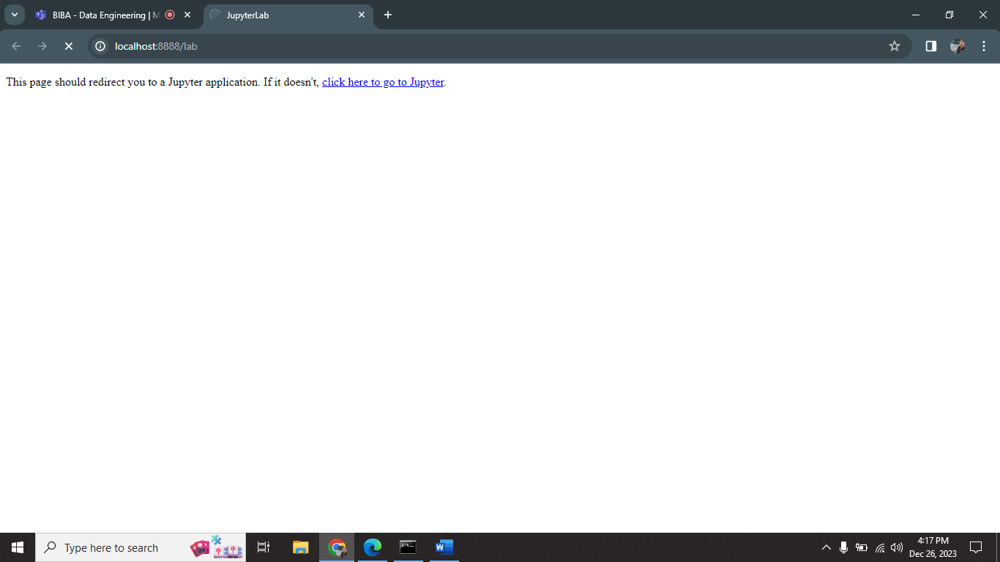 BIBA - Data Engineering | M
JupyterLab
localhost:8888/lab
This page should redirect you to a Jupyter application. If it doesn't, click here to go to Jupyter.
Type here to search
4:17 PM
Dec 26, 2023